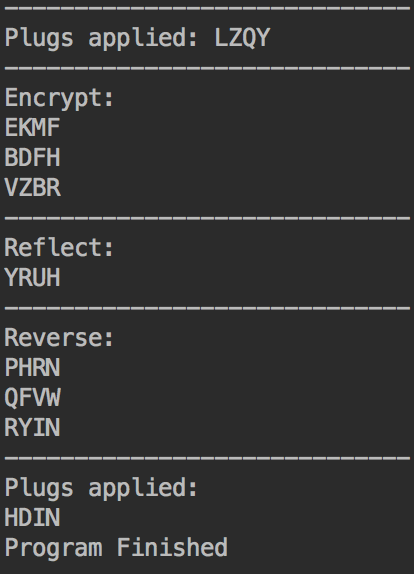 Plugs applied: LZQY
Encrypt:
EKMF
BDFH
VZBR
Reflect:
YRUH
Reverse:
PHRN
QFVW
RYIN
Plugs applied:
HDIN
Program Finished